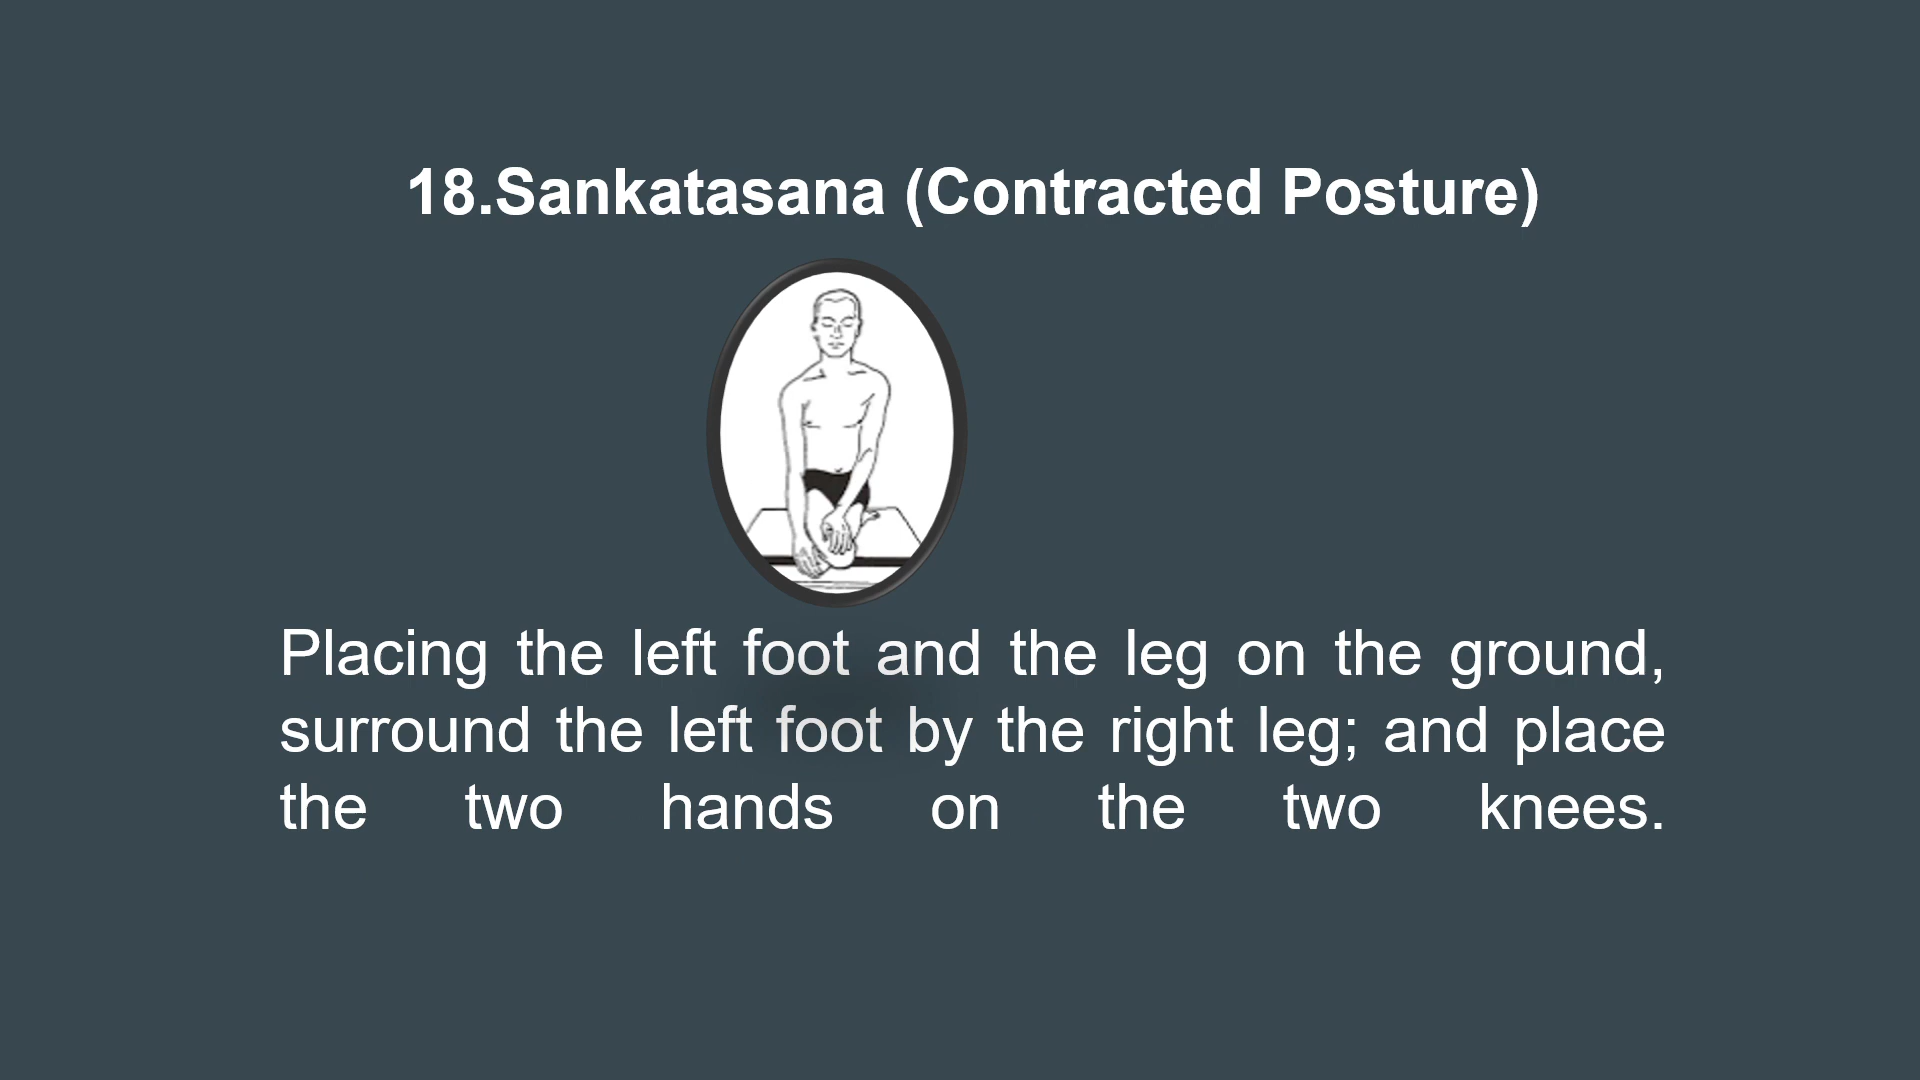 18.Sankatasana (Contracted Posture)
Placing the left foot and the leg on the ground,
surround the left foot by the right leg; and place
the two hands on the two knees.